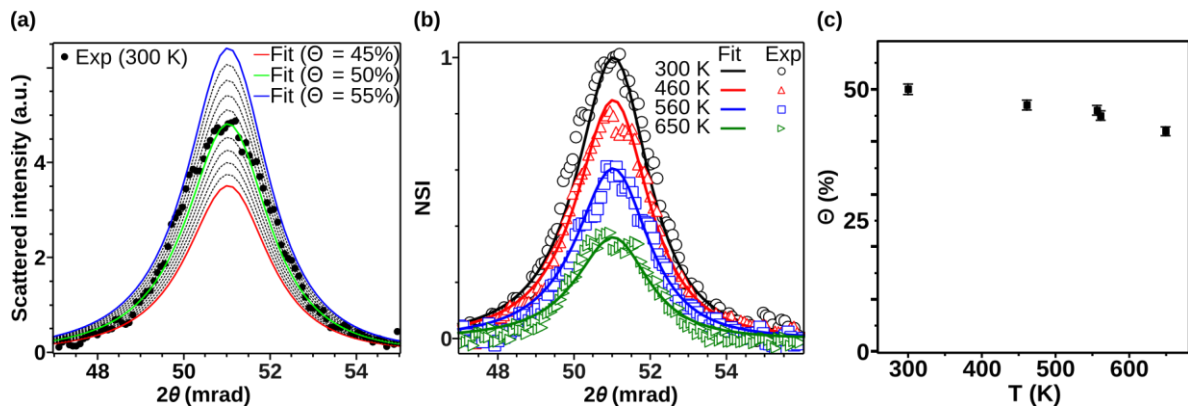 (a)
Scattered intensity (a.u.)
Exp (300 K)
Fit (Θ = 45%)
Fit (Θ = 50%)
Fit (Θ = 55%)
4
2
0
48 50 52 54
2θ (mrad)
(b)
NSI
1
0
Fit Exp
300 K
460 K
560 K
650 K
48 50 52 54
2θ (mrad)
(c)
Θ (%)
50
25
0
300 400 500 600
T (K)